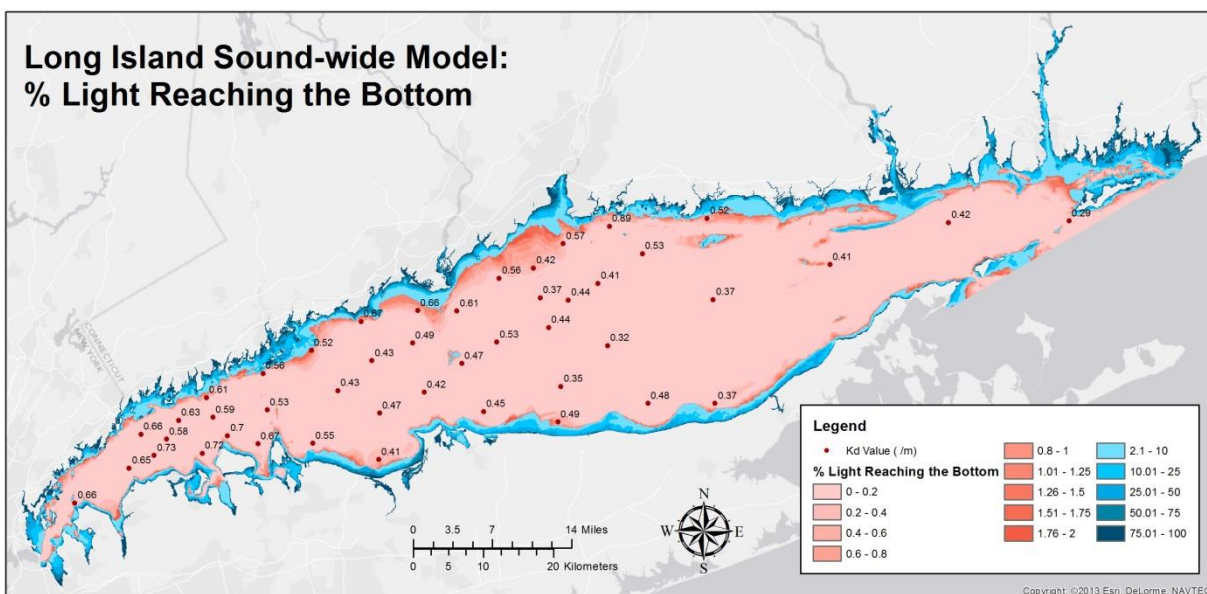 Long Island Sound-wide Model:
% Light Reaching the Bottom
CONNECTICUT
NEW YORK
0.89
0.52
0.57
0.53
0.42
0.29
0.42
0.56
0.41
0.41
0.37
0.44
0.37
0.66
0.61
0.67
0.44
0.49
0.53
0.32
0.52
0.43
0.47
0.56
0.43
0.42
0.35
0.61
0.53
0.47
0.45
0.48
0.37
0.63
0.59
0.49
0.66
0.58
0.7
0.67
0.55
0.73
0.72
0.41
0.65
0.66
N
W E
S
0 3.5 7 14 Miles
0 5 10 20 Kilometers
Legend
Kd Value ( /m)
% Light Reaching the Bottom
0 - 0.2
0.2 - 0.4
0.4 - 0.6
0.6 - 0.8
0.8 - 1
1.01 - 1.25
1.26 - 1.5
1.51 - 1.75
1.76 - 2
2.1 - 10
10.01 - 25
25.01 - 50
50.01 - 75
75.01 - 100
Copyright: ©2013 Esri, DeLorme, NAVTEQ